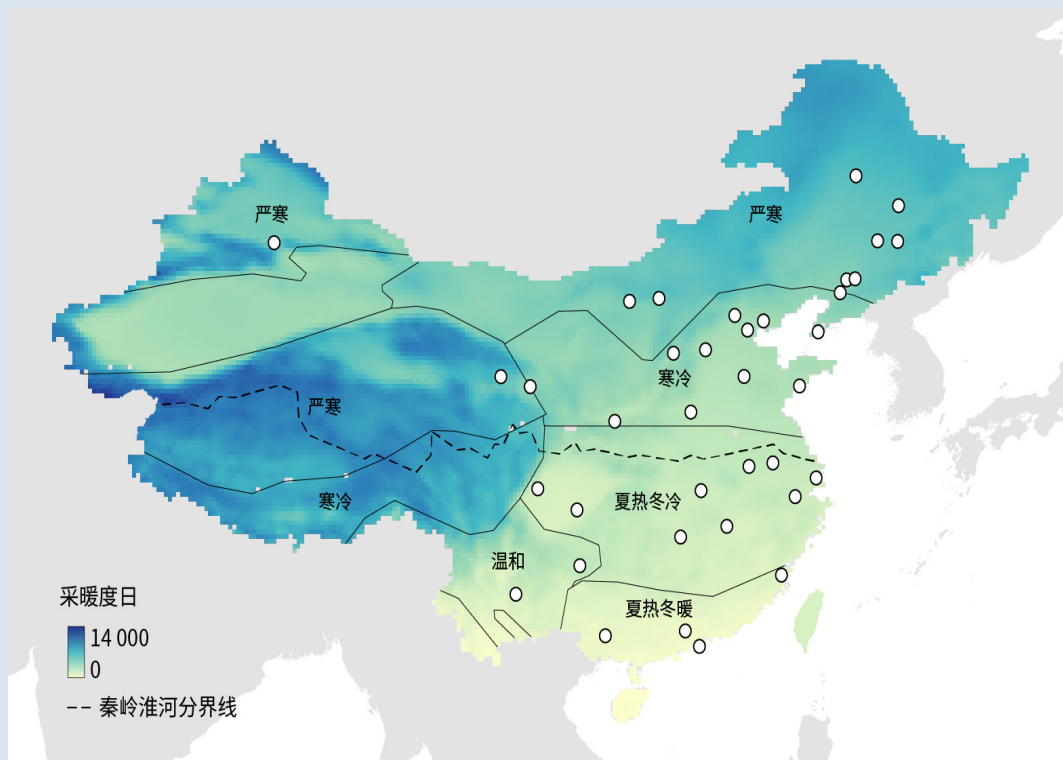 严寒
严寒
寒冷
严寒
寒冷
夏热冬冷
温和
夏热冬暖
采暖度日
14 000
0
-- 秦岭淮河分界线